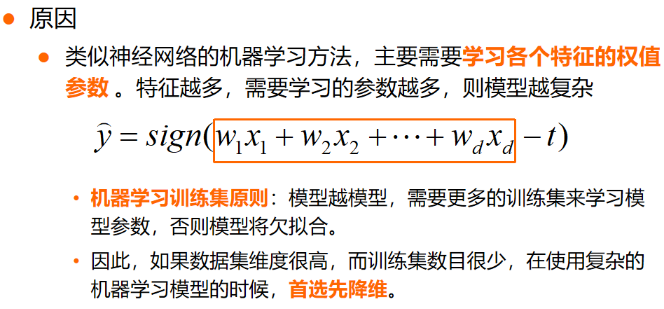 原因
类似神经网络的机器学习方法，主要需要学习各个特征的权值
参数 。特征越多，需要学习的参数越多，则模型越复杂
ŷ = sign(w₁x₁ + w₂x₂ + ⋯ + w_d x_d − t)
机器学习训练集原则：模型越模型，需要更多的训练集来学习模
型参数，否则模型将欠拟合。
因此，如果数据集维度很高，而训练集数目很少，在使用复杂的
机器学习模型的时候，首选先降维。